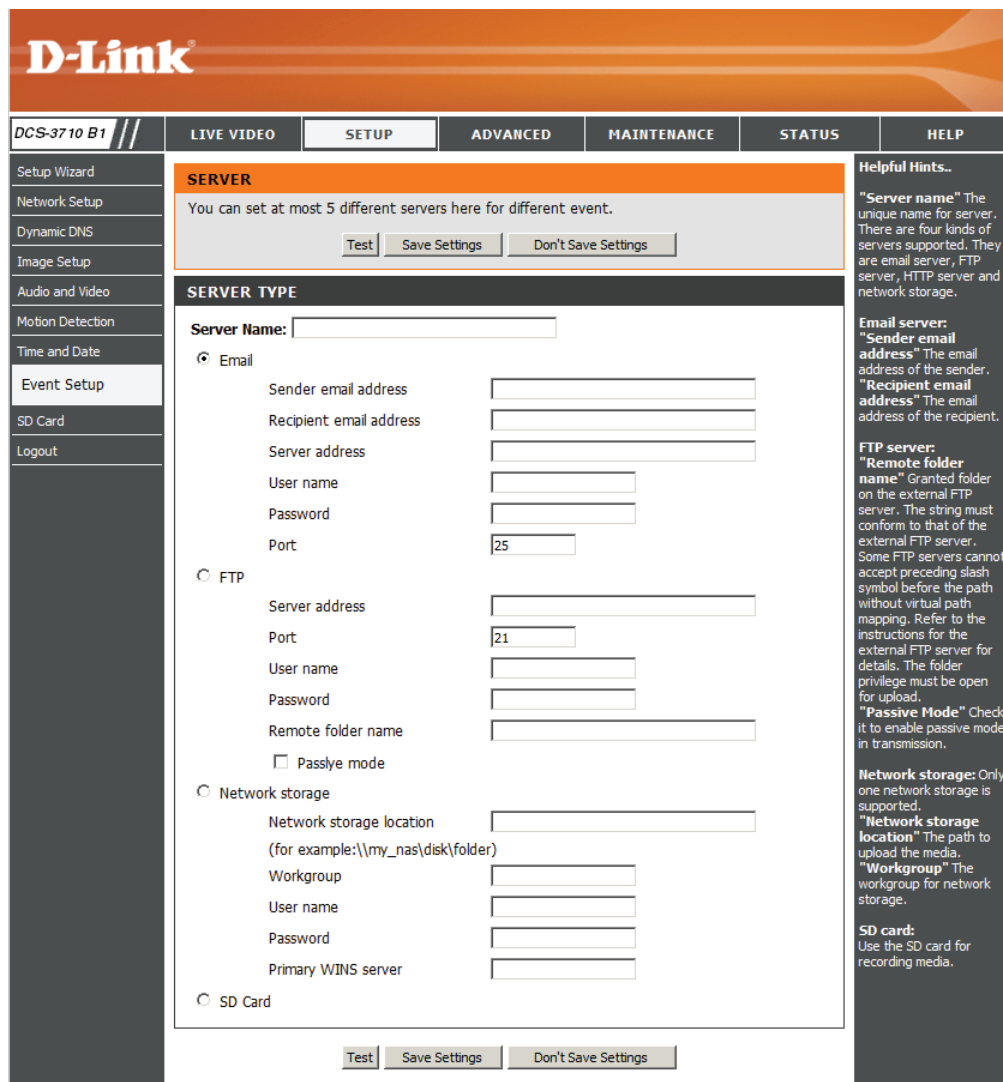 D-Link®
DCS-3710 B1
LIVE VIDEO
SETUP
ADVANCED
MAINTENANCE
STATUS
HELP
Setup Wizard
Network Setup
Dynamic DNS
Image Setup
Audio and Video
Motion Detection
Time and Date
Event Setup
SD Card
Logout
SERVER
You can set at most 5 different servers here for different event.
Test
Save Settings
Don't Save Settings
SERVER TYPE
Server Name:
Email
Sender email address
Recipient email address
Server address
User name
Password
Port
25
FTP
Server address
Port
21
User name
Password
Remote folder name
Passlye mode
Network storage
Network storage location
(for example:\\my_nas\disk\folder)
Workgroup
User name
Password
Primary WINS server
SD Card
Test
Save Settings
Don't Save Settings
Helpful Hints..
"Server name" The
unique name for server.
There are four kinds of
servers supported. They
are email server, FTP
server, HTTP server and
network storage.
Email server:
"Sender email
address" The email
address of the sender.
"Recipient email
address" The email
address of the recipient.
FTP server:
"Remote folder
name" Granted folder
on the external FTP
server. The string must
conform to that of the
external FTP server.
Some FTP servers cannot
accept preceding slash
symbol before the path
without virtual path
mapping. Refer to the
instructions for the
external FTP server for
details. The folder
privilege must be open
for upload.
"Passive Mode" Check
it to enable passive mode
in transmission.
Network storage: Only
one network storage is
supported.
"Network storage
location" The path to
upload the media.
"Workgroup" The
workgroup for network
storage.
SD card:
Use the SD card for
recording media.